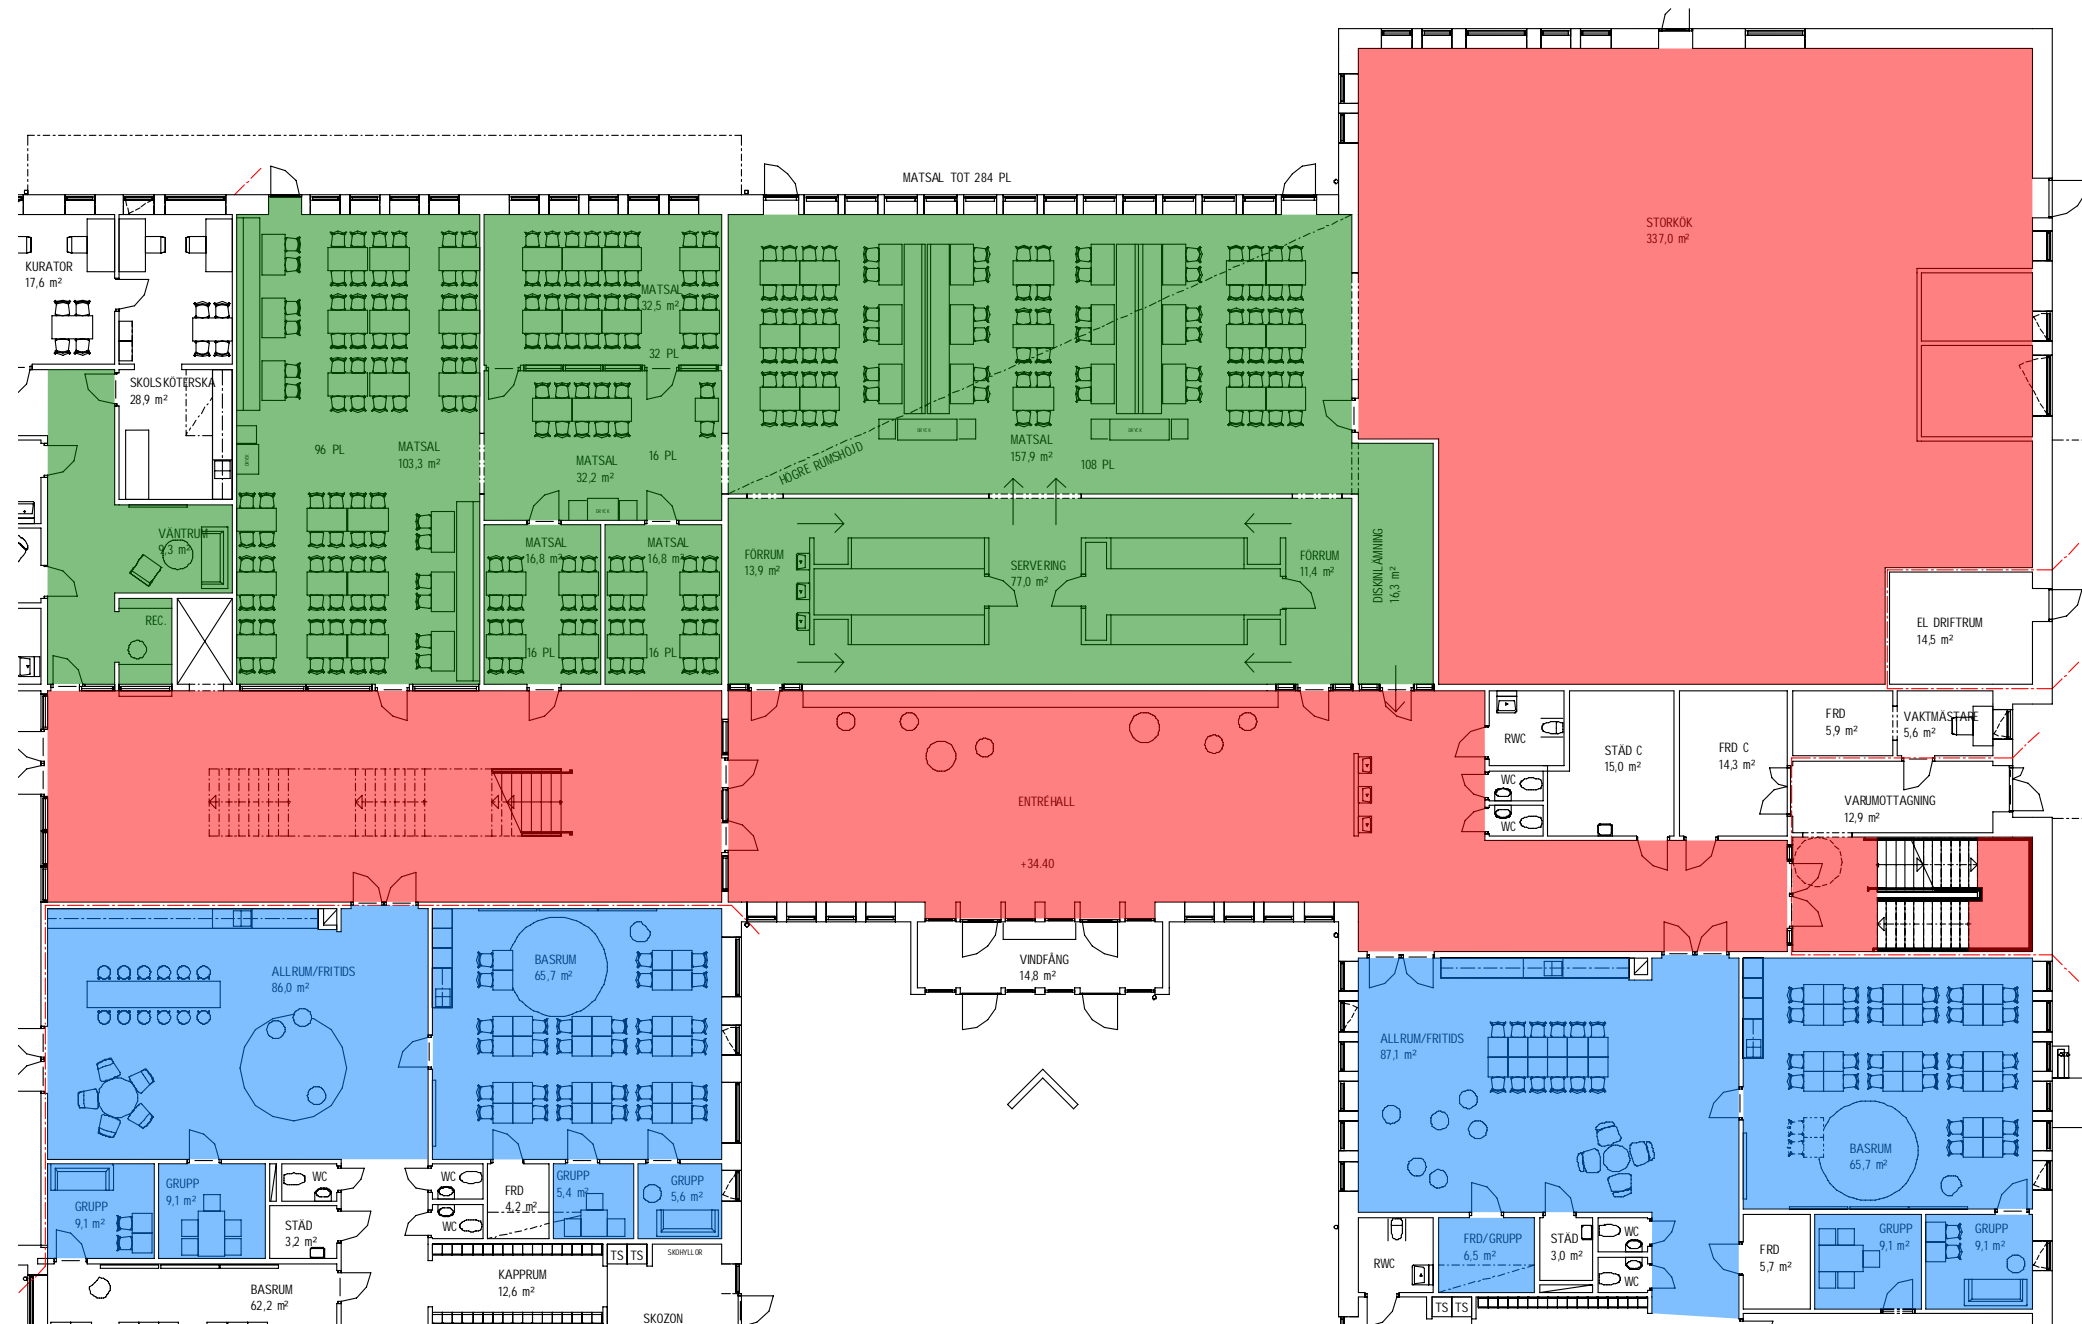 MATSAL TOT 284 PL
STORKÖK
337,0 m²
KURATOR
17,6 m²
MATSAL
32,5 m²
32 PL
SKOLSKÖTERSKA
28,9 m²
96 PL
MATSAL
103,3 m²
MATSAL
32,2 m²
16 PL
HÖGRE RUMSHÖJD
MATSAL
157,9 m²
108 PL
DRYCK
DRYCK
DRYCK
DRYCK
VÄNTRUM
9,3 m²
MATSAL
16,8 m²
MATSAL
16,8 m²
FÖRRUM
13,9 m²
SERVERING
77,0 m²
FÖRRUM
11,4 m²
DISKINLÄMNING
16,3 m²
REC.
16 PL
16 PL
EL DRIFTRUM
14,5 m²
RWC
WC
WC
STÄD C
15,0 m²
FRD C
14,3 m²
FRD
5,9 m²
VAKTMÄSTARE
5,6 m²
VARUMOTTAGNING
12,9 m²
ENTRÉHALL
+34.40
ALLRUM/FRITIDS
86,0 m²
BASRUM
65,7 m²
VINDFÅNG
14,8 m²
ALLRUM/FRITIDS
87,1 m²
BASRUM
65,7 m²
GRUPP
9,1 m²
GRUPP
9,1 m²
WC
STÄD
3,2 m²
WC
WC
FRD
4,2 m²
GRUPP
5,4 m²
GRUPP
5,6 m²
TS
TS
SKOHYLLOR
KAPPRUM
12,6 m²
BASRUM
62,2 m²
SKOZON
RWC
FRD/GRUPP
6,5 m²
STÄD
3,0 m²
WC
WC
FRD
5,7 m²
GRUPP
9,1 m²
GRUPP
9,1 m²
TS
TS